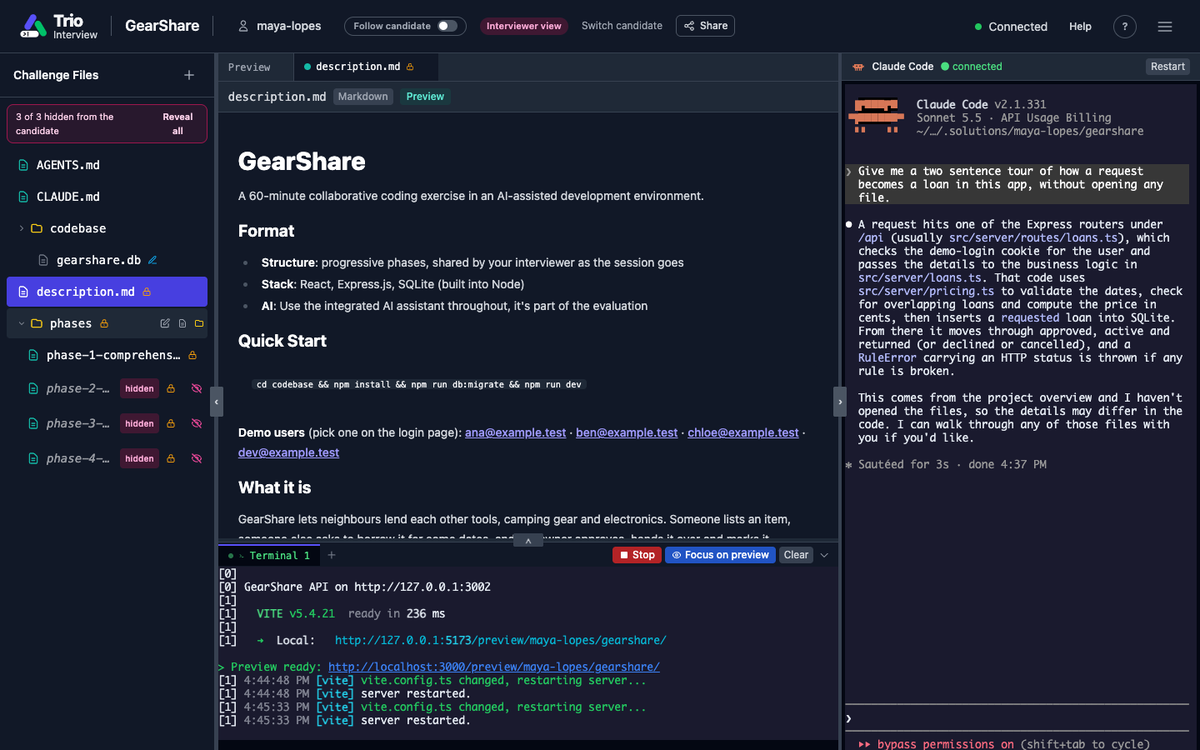 Trio
Interview
GearShare
maya-lopes
Follow candidate
Interviewer view
Switch candidate
Share
Connected
Help
?
Challenge Files
+
3 of 3 hidden from the candidate
Reveal all
AGENTS.md
CLAUDE.md
codebase
gearshare.db
description.md
phases
phase-1-comprehens...
phase-2-... hidden
phase-3-... hidden
phase-4-... hidden
Preview
description.md
description.md Markdown Preview
GearShare
A 60-minute collaborative coding exercise in an AI-assisted development environment.
Format
• Structure: progressive phases, shared by your interviewer as the session goes
• Stack: React, Express.js, SQLite (built into Node)
• AI: Use the integrated AI assistant throughout, it's part of the evaluation
Quick Start
cd codebase && npm install && npm run db:migrate && npm run dev
Demo users (pick one on the login page): ana@example.test · ben@example.test · chloe@example.test ·
dev@example.test
What it is
GearShare lets neighbours lend each other tools, camping gear and electronics. Someone lists an item,
Terminal 1
+
Stop
Focus on preview
Clear
[0]
[0] GearShare API on http://127.0.0.1:3002
[1]
[1] VITE v5.4.21 ready in 236 ms
[1]
[1] → Local: http://127.0.0.1:5173/preview/maya-lopes/gearshare/
> Preview ready: http://localhost:3000/preview/maya-lopes/gearshare/
[1] 4:44:48 PM [vite] vite.config.ts changed, restarting server...
[1] 4:44:48 PM [vite] server restarted.
[1] 4:45:33 PM [vite] vite.config.ts changed, restarting server...
[1] 4:45:33 PM [vite] server restarted.
Claude Code connected
Restart
Claude Code v2.1.331
Sonnet 5.5 · API Usage Billing
~/…/.solutions/maya-lopes/gearshare
❯ Give me a two sentence tour of how a request
becomes a loan in this app, without opening any
file.
● A request hits one of the Express routers under
/api (usually src/server/routes/loans.ts), which
checks the demo-login cookie for the user and
passes the details to the business logic in
src/server/loans.ts. That code uses
src/server/pricing.ts to validate the dates, check
for overlapping loans and compute the price in
cents, then inserts a requested loan into SQLite.
From there it moves through approved, active and
returned (or declined or cancelled), and a
RuleError carrying an HTTP status is thrown if any
rule is broken.
This comes from the project overview and I haven't
opened the files, so the details may differ in the
code. I can walk through any of those files with
you if you'd like.
✻ Sautéed for 3s · done 4:37 PM
❯
⏵⏵ bypass permissions on (shift+tab to cycle)